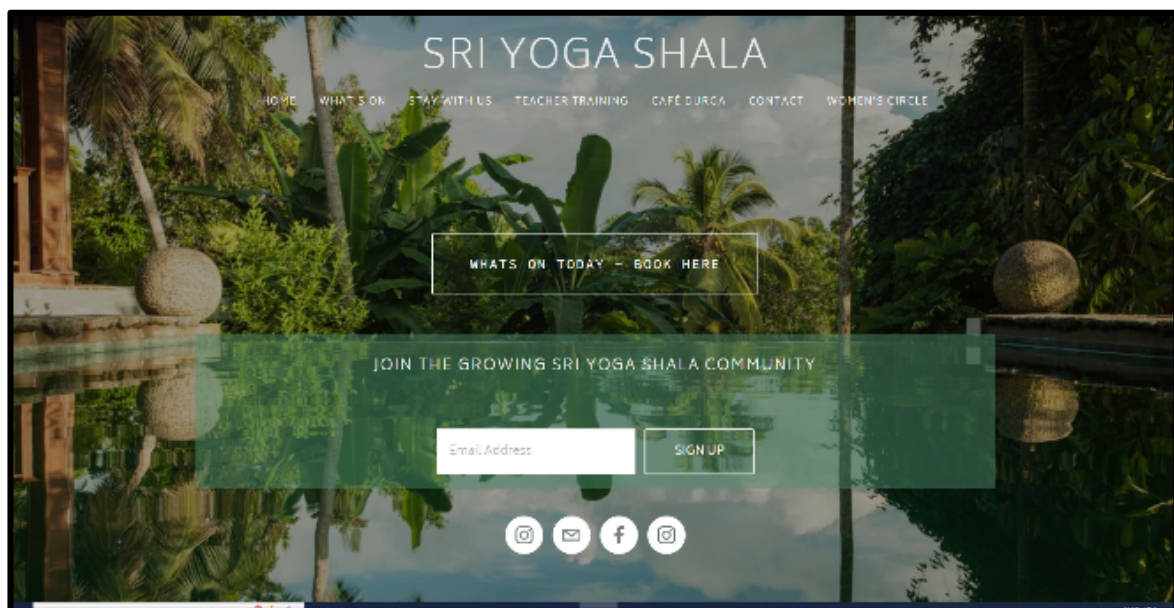 SRI YOGA SHALA
HOME WHAT'S ON STAY WITH US TEACHER TRAINING CAFÉ DURGA CONTACT WOMEN'S CIRCLE
WHATS ON TODAY - BOOK HERE
JOIN THE GROWING SRI YOGA SHALA COMMUNITY
Email Address SIGN UP